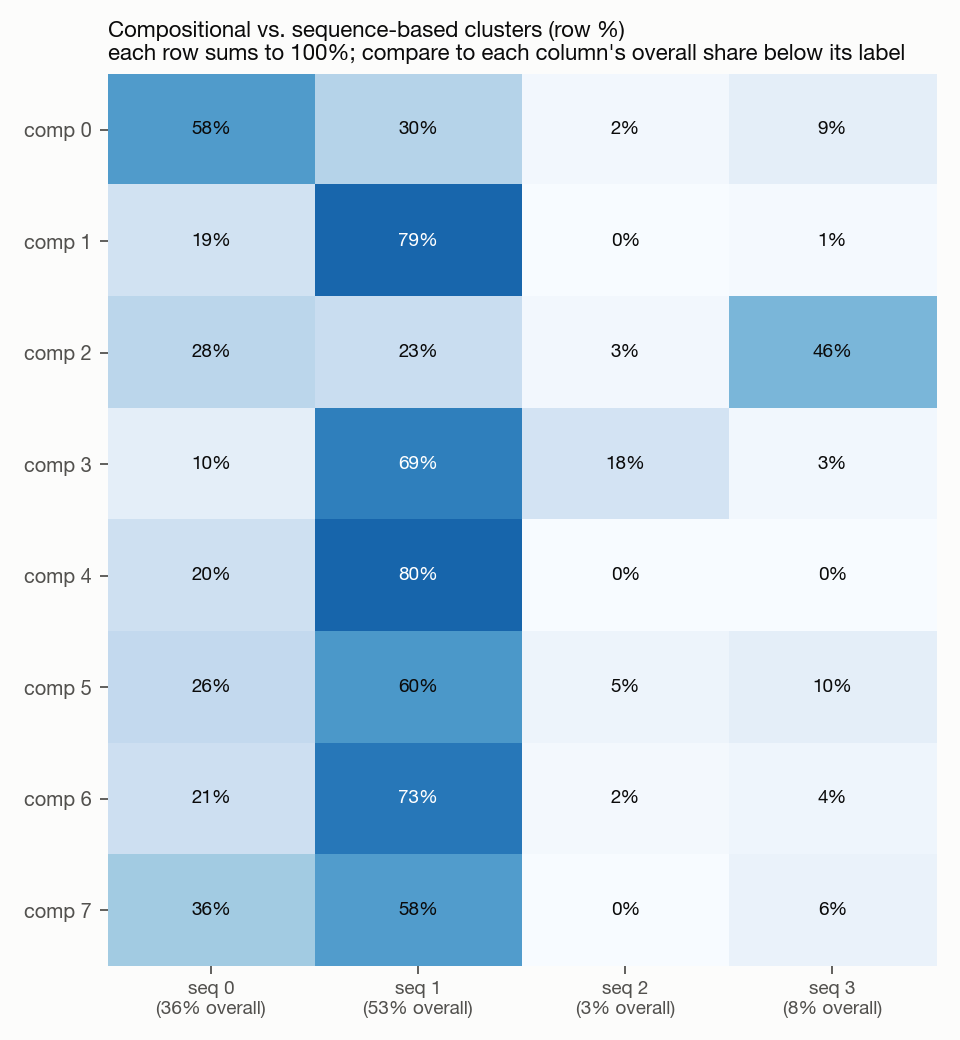 Compositional vs. sequence-based clusters (row %)
each row sums to 100%; compare to each column's overall share below its label
comp 0 58% 30% 2% 9%
comp 1 19% 79% 0% 1%
comp 2 28% 23% 3% 46%
comp 3 10% 69% 18% 3%
comp 4 20% 80% 0% 0%
comp 5 26% 60% 5% 10%
comp 6 21% 73% 2% 4%
comp 7 36% 58% 0% 6%
seq 0 seq 1 seq 2 seq 3
(36% overall) (53% overall) (3% overall) (8% overall)